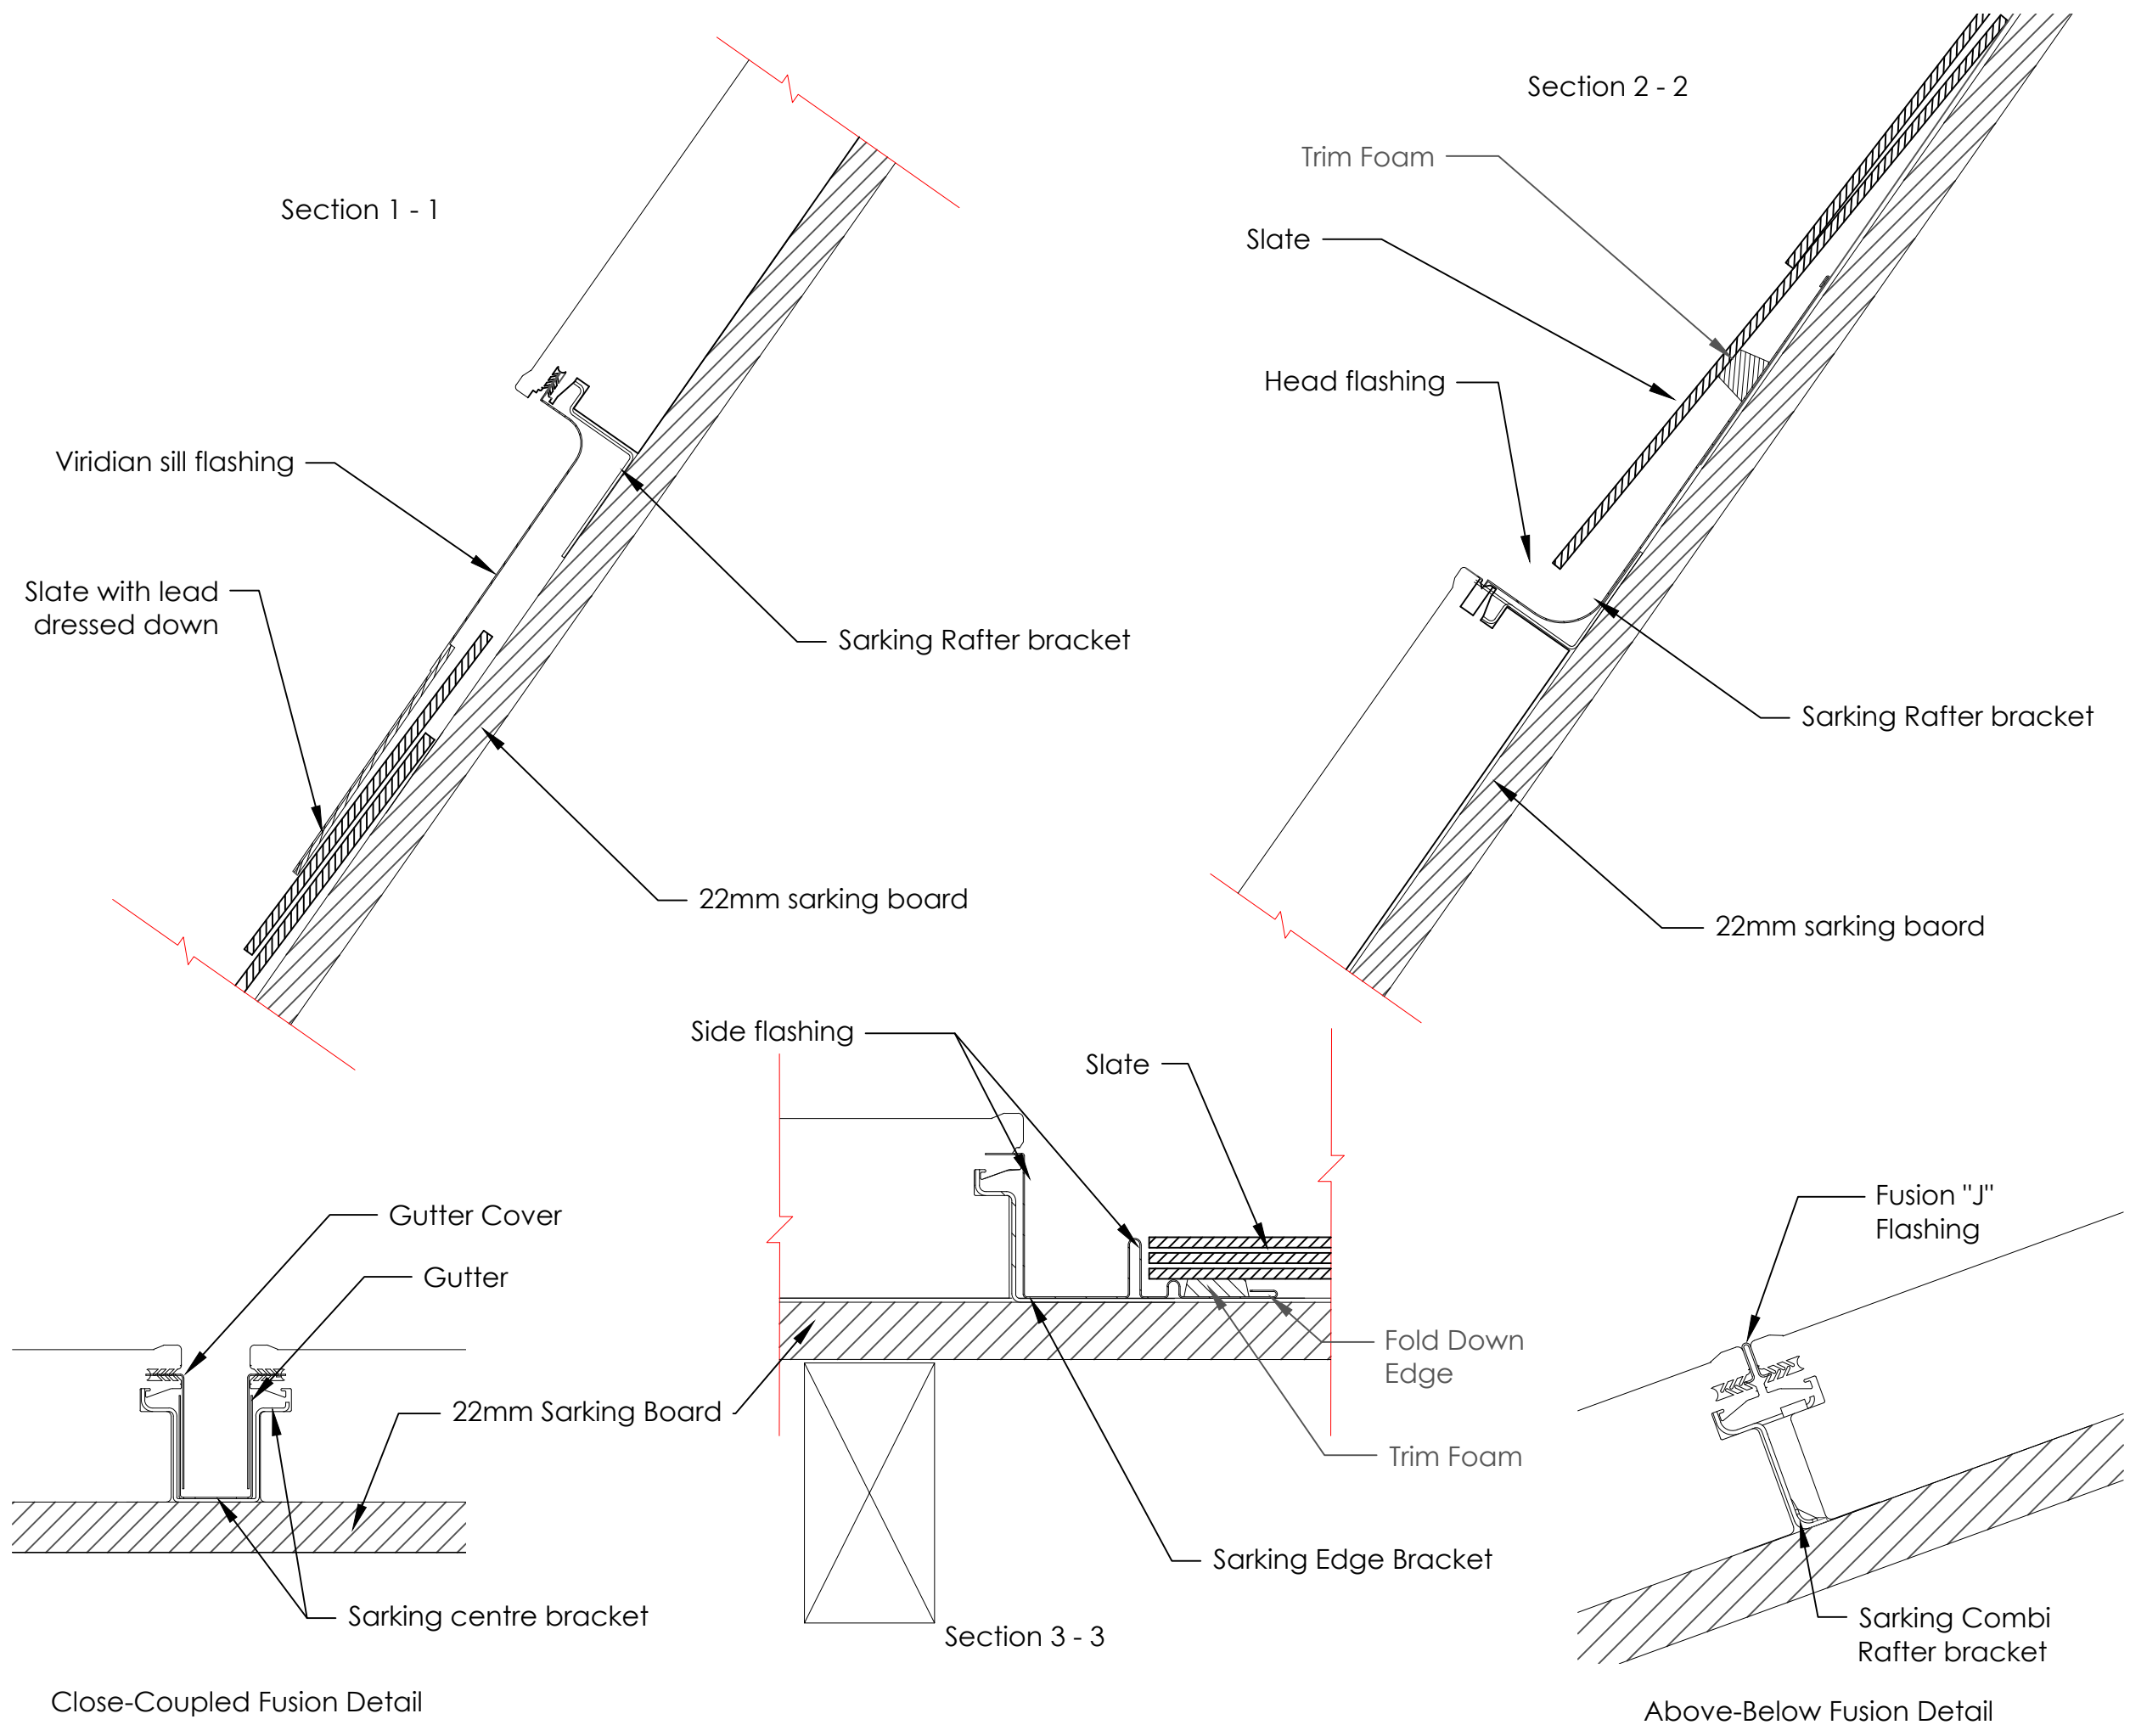 Section 1 - 1
Viridian sill flashing
Slate with lead
dressed down
Sarking Rafter bracket
22mm sarking board
Section 2 - 2
Trim Foam
Slate
Head flashing
Sarking Rafter bracket
22mm sarking baord
Side flashing
Slate
Gutter Cover
Gutter
22mm Sarking Board
Sarking centre bracket
Close-Coupled Fusion Detail
Fold Down
Edge
Trim Foam
Sarking Edge Bracket
Section 3 - 3
Fusion "J"
Flashing
Sarking Combi
Rafter bracket
Above-Below Fusion Detail